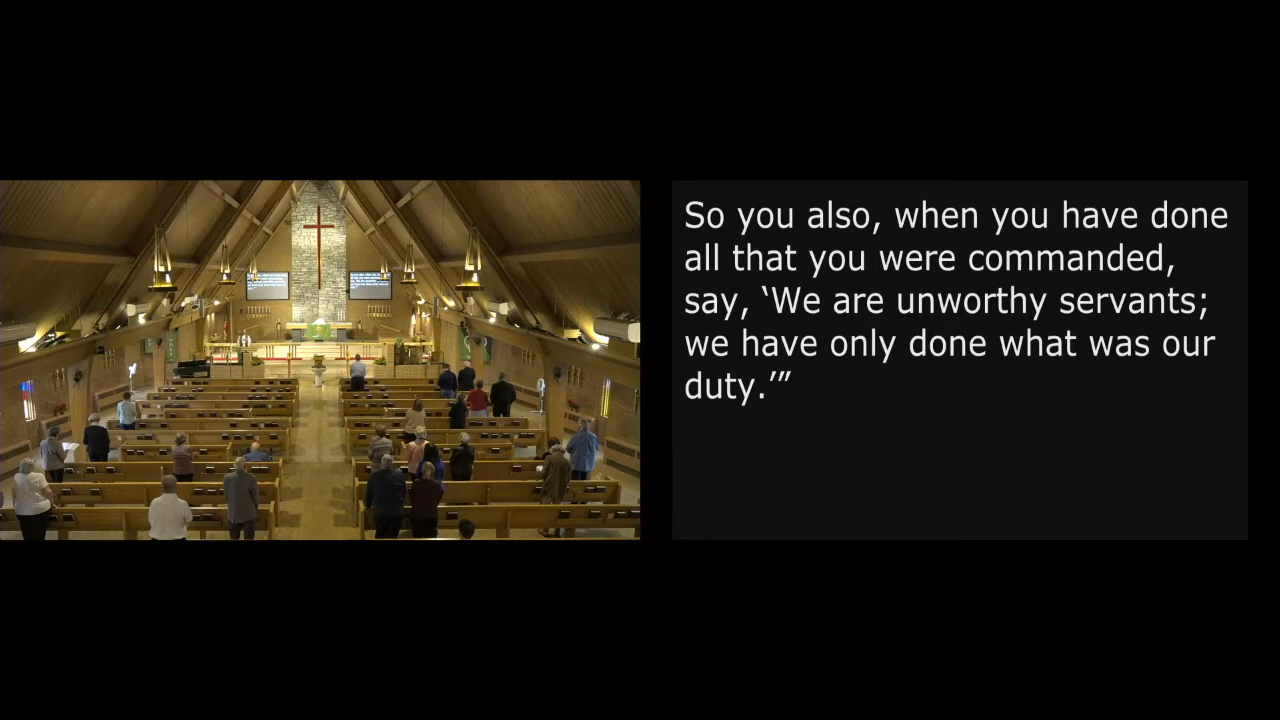 So you also, when you have done
all that you were commanded,
say, ‘We are unworthy servants;
we have only done what was our
duty.’”
HOLY